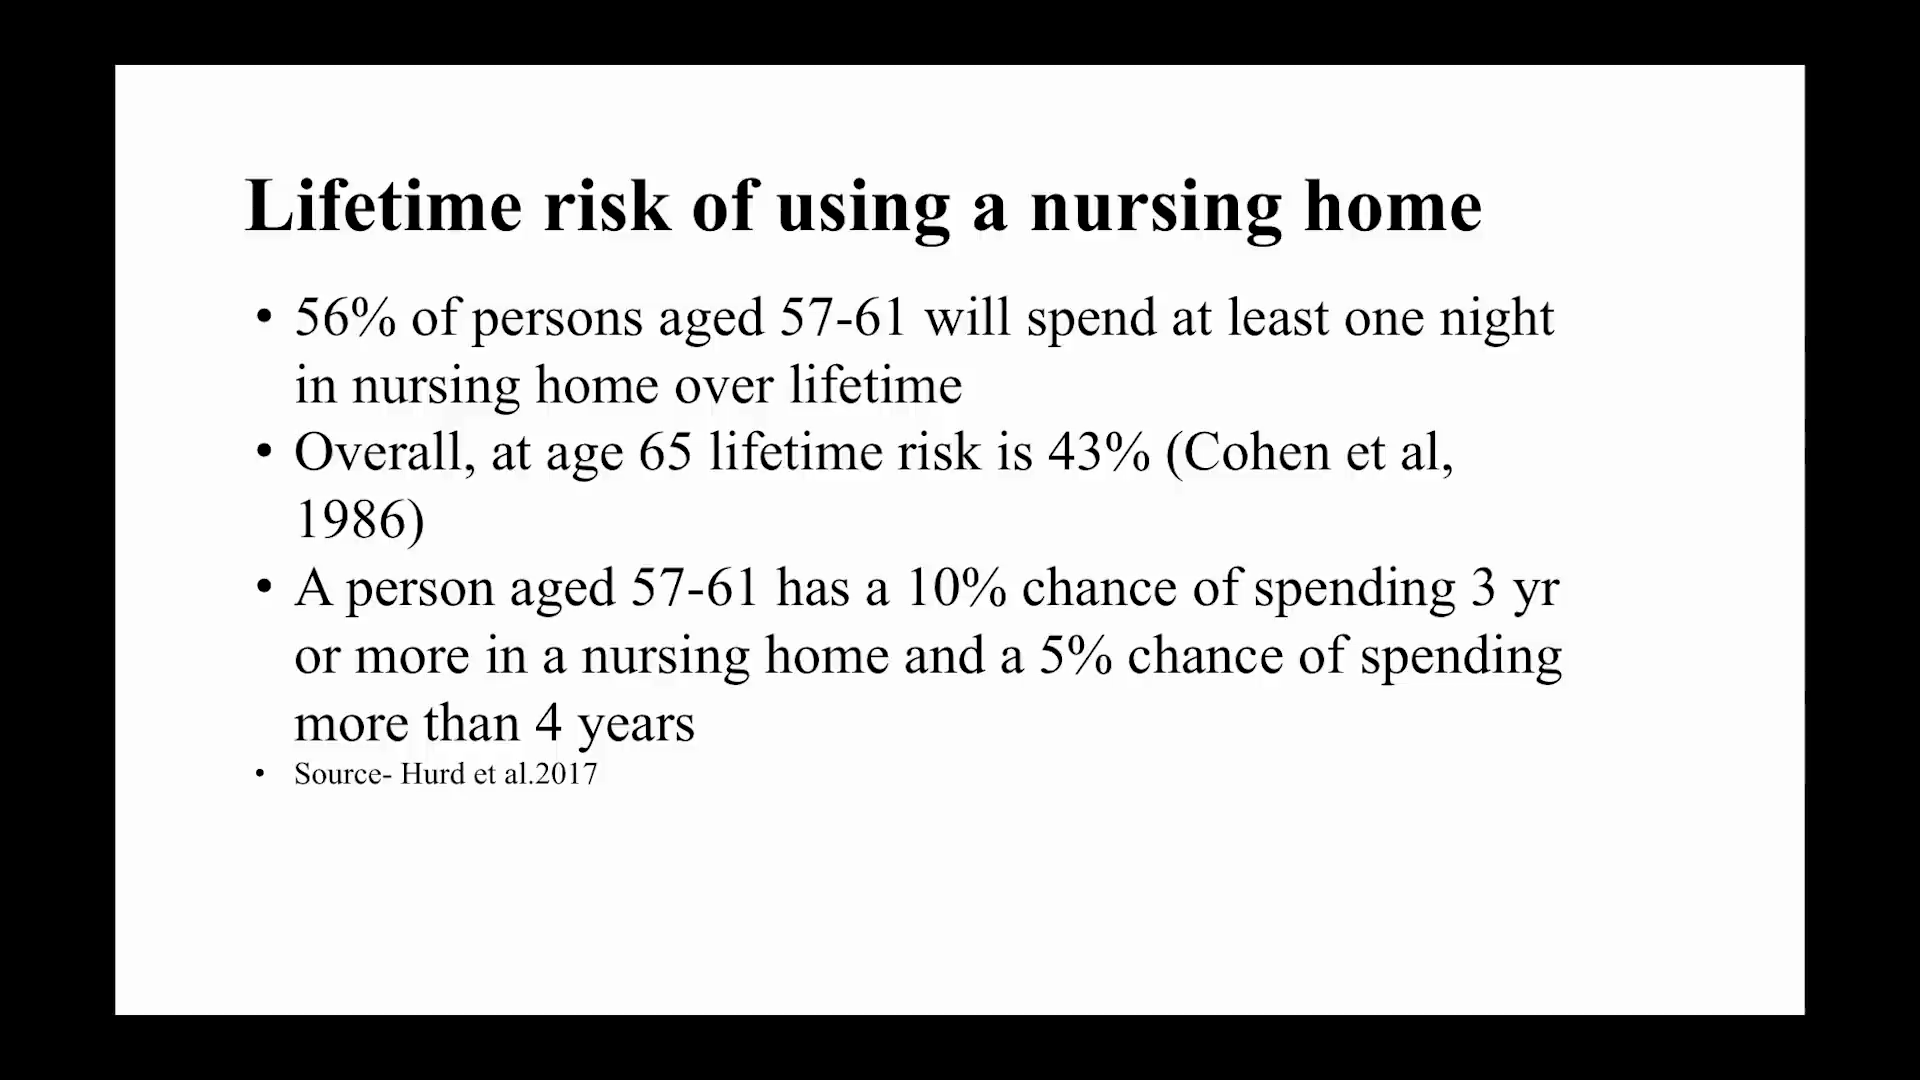 Lifetime risk of using a nursing home
• 56% of persons aged 57-61 will spend at least one night
in nursing home over lifetime
• Overall, at age 65 lifetime risk is 43% (Cohen et al,
1986)
• A person aged 57-61 has a 10% chance of spending 3 yr
or more in a nursing home and a 5% chance of spending
more than 4 years
• Source- Hurd et al.2017